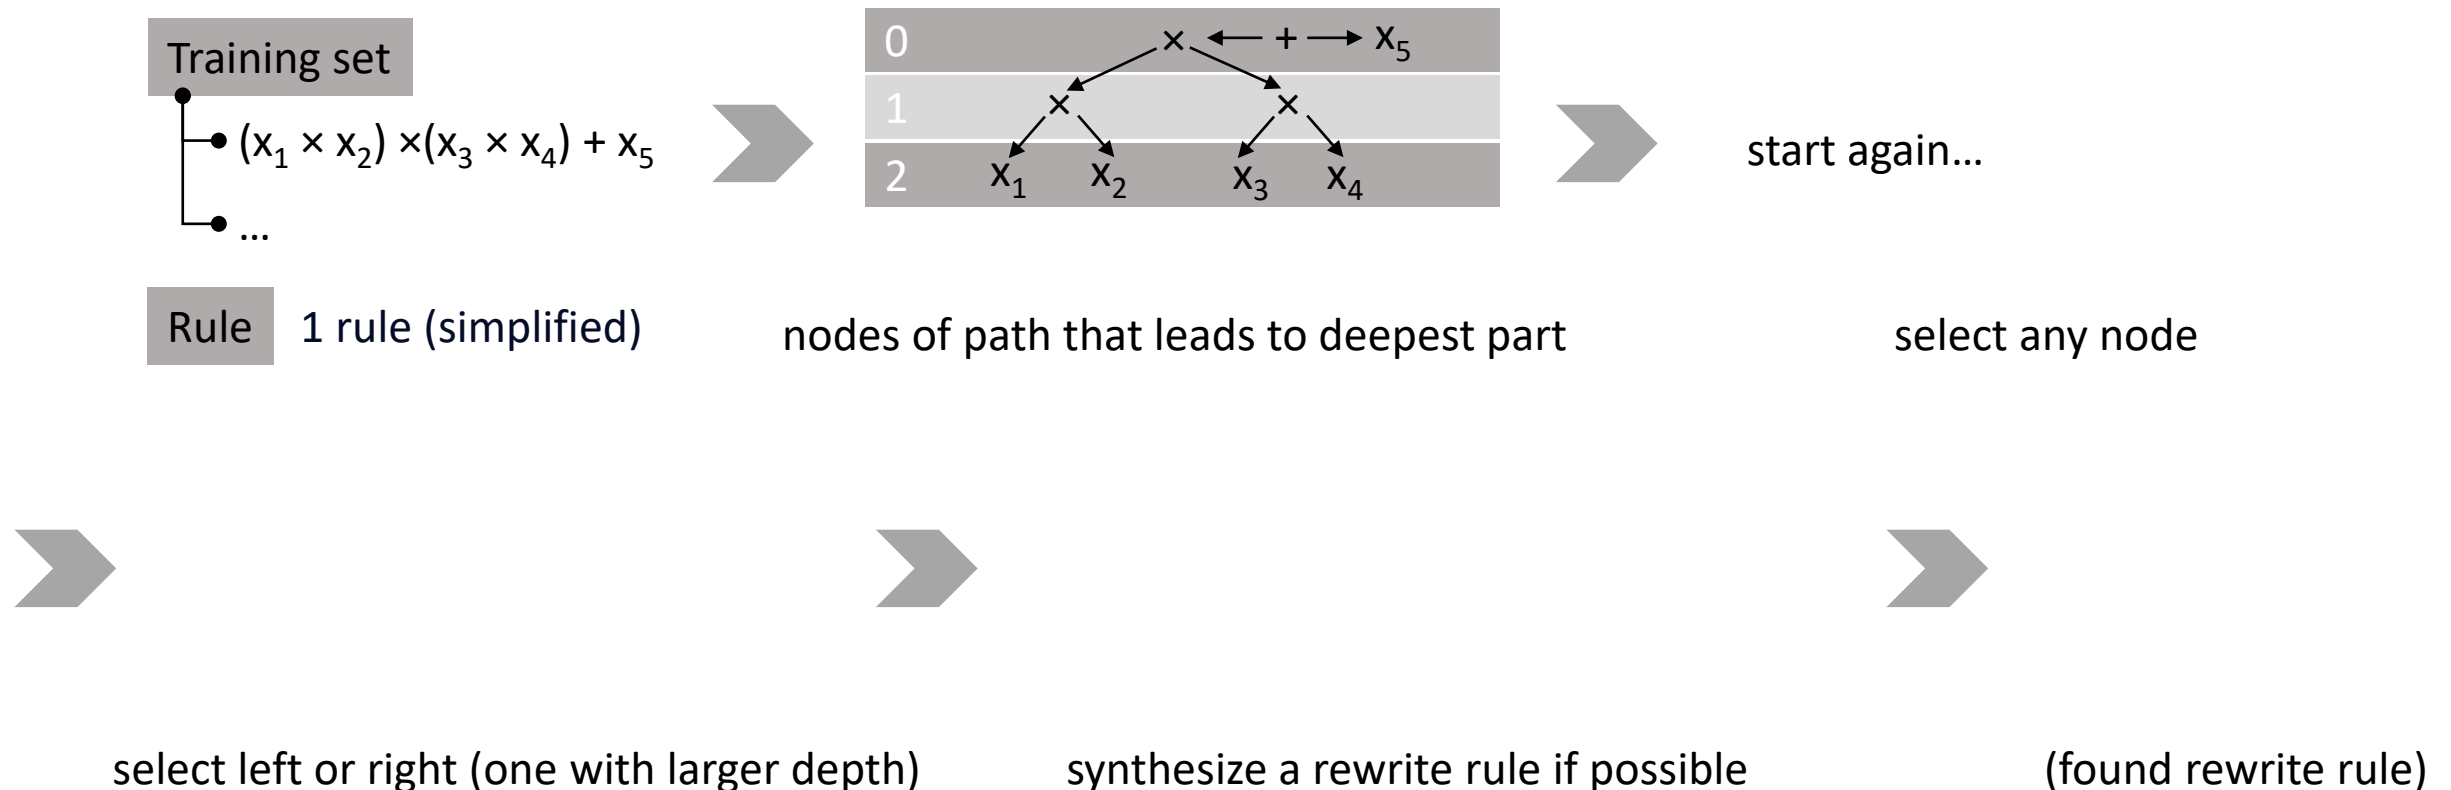 Training set
(x₁ × x₂) ×(x₃ × x₄) + x₅
...
Rule 1 rule (simplified)
0 × + x₅
1 × ×
2 x₁ x₂ x₃ x₄
nodes of path that leads to deepest part
start again...
select any node
select left or right (one with larger depth)
synthesize a rewrite rule if possible
(found rewrite rule)